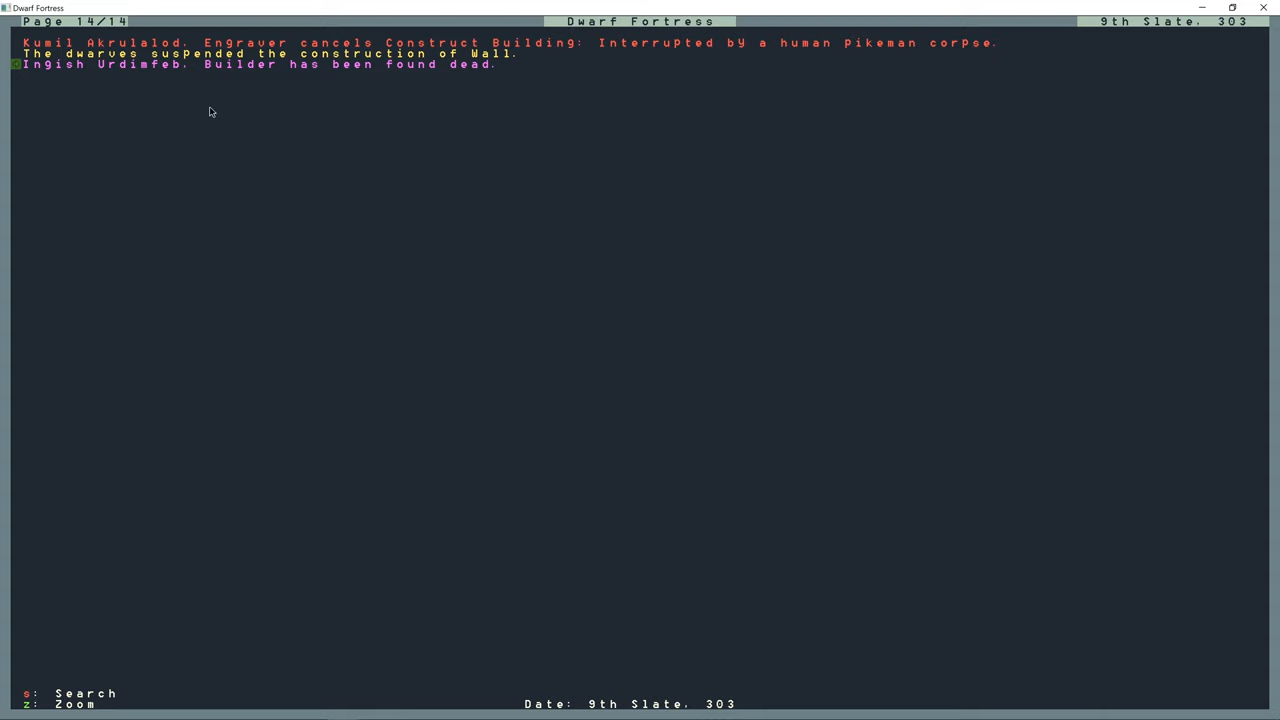 Dwarf Fortress
Page 14/14 Dwarf Fortress 9th Slate, 303
Kumil Akrulalod, Engraver cancels Construct Building: Interrupted by a human pikeman corpse.
The dwarves suspended the construction of Wall.
Ingish Urdimfeb, Builder has been found dead.
s: Search
z: Zoom Date: 9th Slate, 303